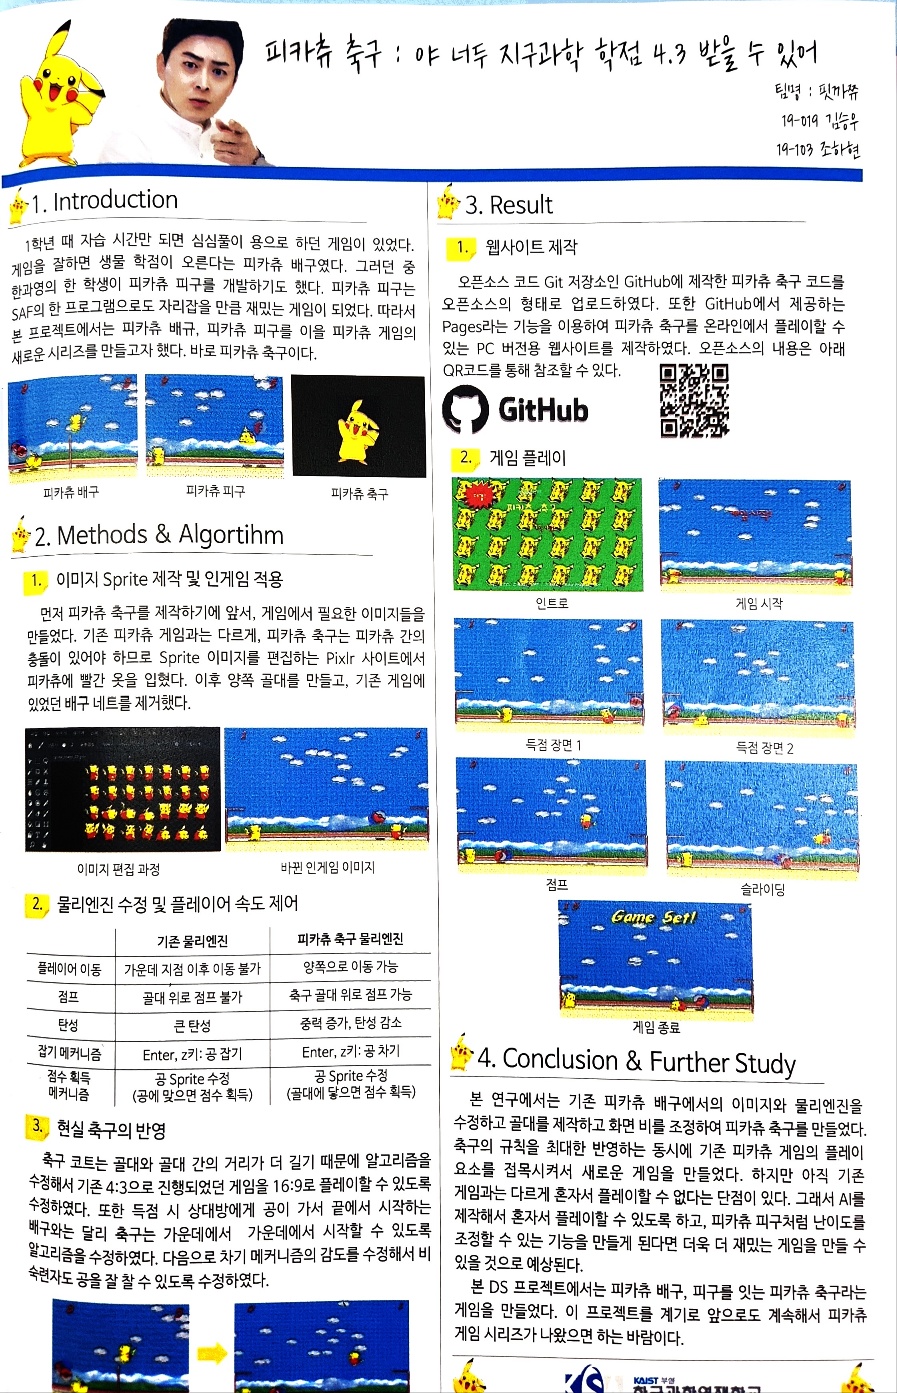 피카츄 축구 : 야 너두 지구과학 학점 4.3 받을 수 있어
팀명 : 핏까쮸
19-019 김승우
19-103 조하현
1. Introduction
1학년 때 자습 시간만 되면 심심풀이 용으로 하던 게임이 있었다.
게임을 잘하면 생물 학점이 오른다는 피카츄 배구였다. 그러던 중
한과영의 한 학생이 피카츄 피구를 개발하기도 했다. 피카츄 피구는
SAF의 한 프로그램으로도 자리잡을 만큼 재밌는 게임이 되었다. 따라서
본 프로젝트에서는 피카츄 배규, 피카츄 피구를 이을 피카츄 게임의
새로운 시리즈를 만들고자 했다. 바로 피카츄 축구이다.
피카츄 배구
피카츄 피구
피카츄 축구
2. Methods & Algortihm
1. 이미지 Sprite 제작 및 인게임 적용
먼저 피카츄 축구를 제작하기에 앞서, 게임에서 필요한 이미지들을
만들었다. 기존 피카츄 게임과는 다르게, 피카츄 축구는 피카츄 간의
충돌이 있어야 하므로 Sprite 이미지를 편집하는 Pixlr 사이트에서
피카츄에 빨간 옷을 입혔다. 이후 양쪽 골대를 만들고, 기존 게임에
있었던 배구 네트를 제거했다.
이미지 편집 과정
바뀐 인게임 이미지
2. 물리엔진 수정 및 플레이어 속도 제어
기존 물리엔진 피카츄 축구 물리엔진
플레이어 이동 가운데 지점 이후 이동 불가 양쪽으로 이동 가능
점프 골대 위로 점프 불가 축구 골대 위로 점프 가능
탄성 큰 탄성 중력 증가, 탄성 감소
잡기 메커니즘 Enter, z키: 공 잡기 Enter, z키: 공 차기
점수 획득 공 Sprite 수정 공 Sprite 수정
메커니즘 (공에 맞으면 점수 획득) (골대에 닿으면 점수 획득)
3. 현실 축구의 반영
축구 코트는 골대와 골대 간의 거리가 더 길기 때문에 알고리즘을
수정해서 기존 4:3으로 진행되었던 게임을 16:9로 플레이할 수 있도록
수정하였다. 또한 득점 시 상대방에게 공이 가서 끝에서 시작하는
배구와는 달리 축구는 가운데에서 가운데에서 시작할 수 있도록
알고리즘을 수정하였다. 다음으로 차기 메커니즘의 감도를 수정해서 비
숙련자도 공을 잘 찰 수 있도록 수정하였다.
3. Result
1. 웹사이트 제작
오픈소스 코드 Git 저장소인 GitHub에 제작한 피카츄 축구 코드를
오픈소스의 형태로 업로드하였다. 또한 GitHub에서 제공하는
Pages라는 기능을 이용하여 피카츄 축구를 온라인에서 플레이할 수
있는 PC 버전용 웹사이트를 제작하였다. 오픈소스의 내용은 아래
QR코드를 통해 참조할 수 있다.
GitHub
2. 게임 플레이
인트로
게임 시작
득점 장면 1
득점 장면 2
점프
슬라이딩
Game Set!
게임 종료
4. Conclusion & Further Study
본 연구에서는 기존 피카츄 배구에서의 이미지와 물리엔진을
수정하고 골대를 제작하고 화면 비를 조정하여 피카츄 축구를 만들었다.
축구의 규칙을 최대한 반영하는 동시에 기존 피카츄 게임의 플레이
요소를 접목시켜서 새로운 게임을 만들었다. 하지만 아직 기존
게임과는 다르게 혼자서 플레이할 수 없다는 단점이 있다. 그래서 AI를
제작해서 혼자서 플레이할 수 있도록 하고, 피카츄 피구처럼 난이도를
조정할 수 있는 기능을 만들게 된다면 더욱 더 재밌는 게임을 만들 수
있을 것으로 예상된다.
본 DS 프로젝트에서는 피카츄 배구, 피구를 잇는 피카츄 축구라는
게임을 만들었다. 이 프로젝트를 계기로 앞으로도 계속해서 피카츄
게임 시리즈가 나왔으면 하는 바람이다.
KAIST 부설
한국과학영재학교